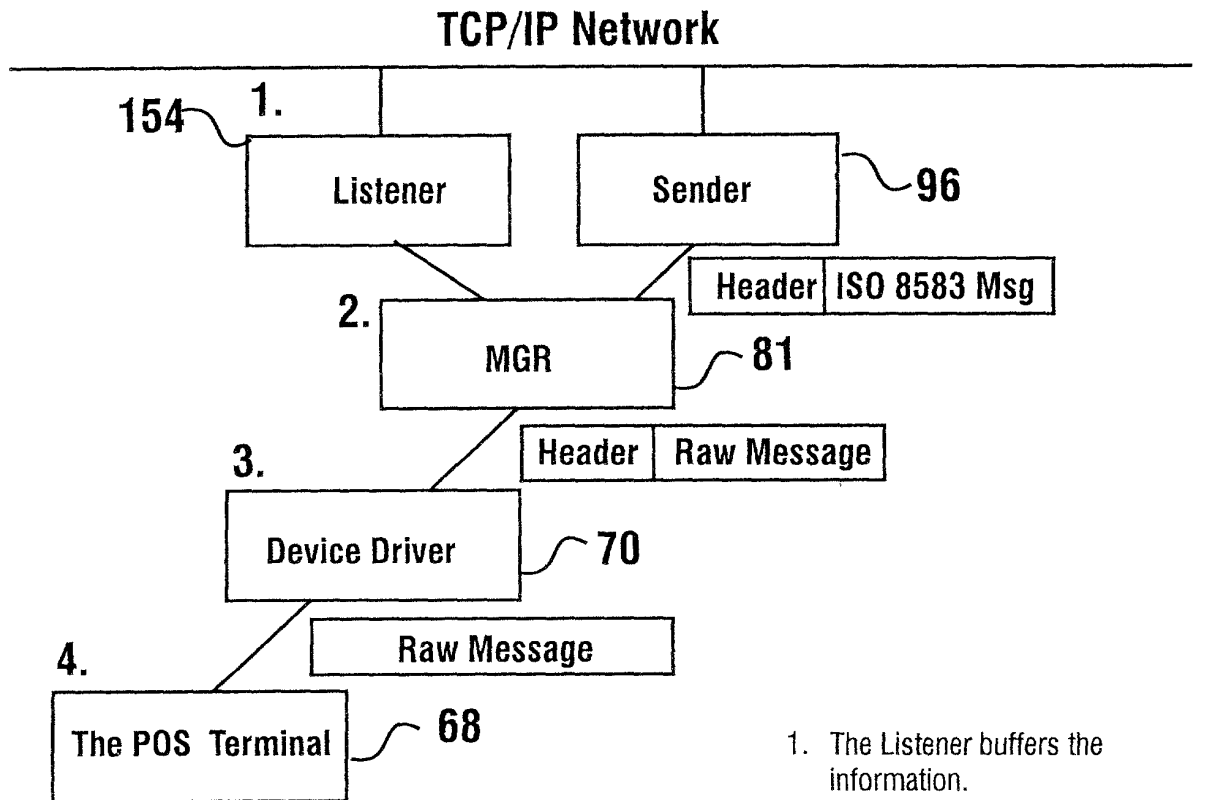 TCP/IP Network
154
1.
Listener
Sender
96
Header ISO 8583 Msg
2.
MGR
81
Header Raw Message
3.
Device Driver
70
Raw Message
4.
The POS Terminal
68
1. The Listener buffers the
information.